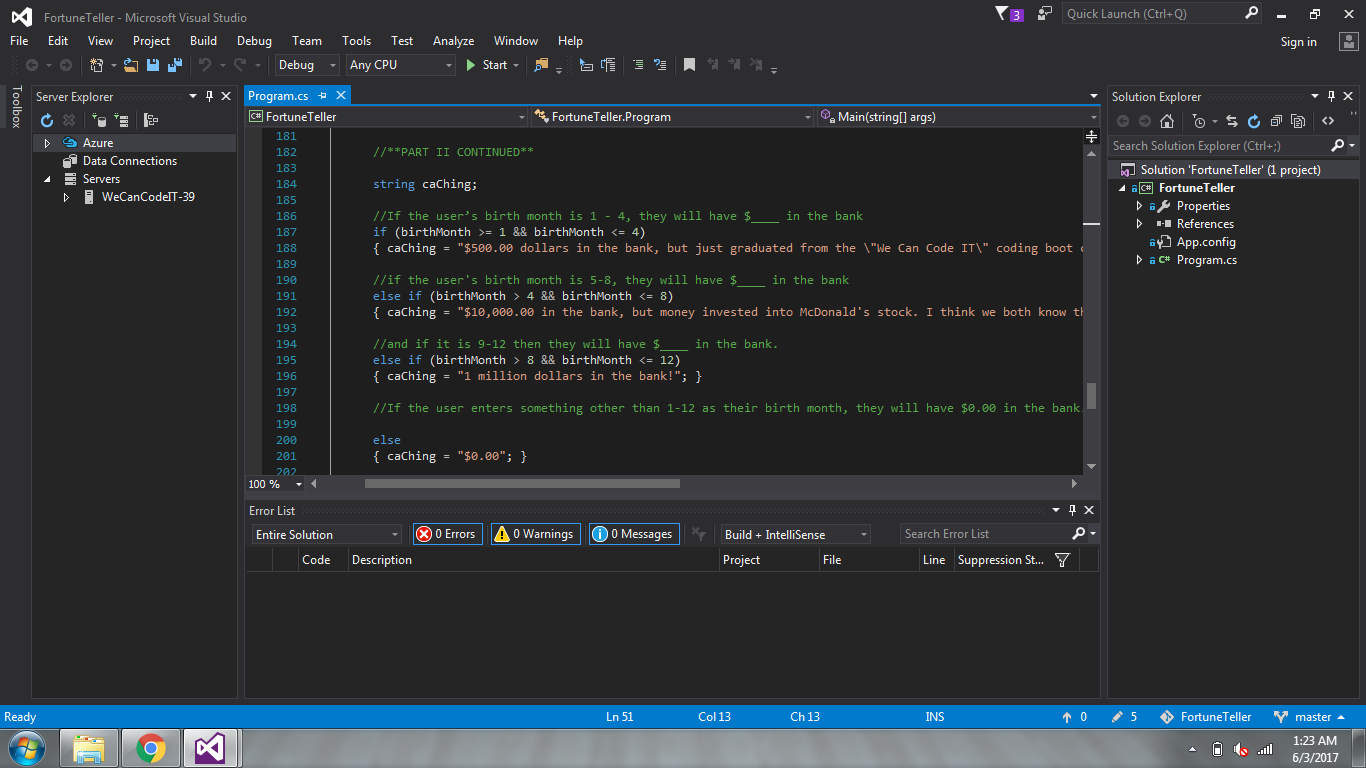 FortuneTeller - Microsoft Visual Studio
3
Quick Launch (Ctrl+Q)
File Edit View Project Build Debug Team Tools Test Analyze Window Help
Sign in
Debug Any CPU Start
Toolbox
Server Explorer
Azure
Data Connections
Servers
WeCanCodeIT-39
Program.cs
FortuneTeller FortuneTeller.Program Main(string[] args)
181
182 //**PART II CONTINUED**
183
184 string caChing;
185
186 //If the user's birth month is 1 - 4, they will have $____ in the bank
187 if (birthMonth >= 1 && birthMonth <= 4)
188 { caChing = "$500.00 dollars in the bank, but just graduated from the \"We Can Code IT\" coding boot
189
190 //if the user's birth month is 5-8, they will have $____ in the bank
191 else if (birthMonth > 4 && birthMonth <= 8)
192 { caChing = "$10,000.00 in the bank, but money invested into McDonald's stock. I think we both know
193
194 //and if it is 9-12 then they will have $____ in the bank.
195 else if (birthMonth > 8 && birthMonth <= 12)
196 { caChing = "1 million dollars in the bank!"; }
197
198 //If the user enters something other than 1-12 as their birth month, they will have $0.00 in the bank.
199
200 else
201 { caChing = "$0.00"; }
202
100 %
Error List
Entire Solution 0 Errors 0 Warnings 0 Messages Build + IntelliSense Search Error List
Code Description Project File Line Suppression St...
Solution Explorer
Search Solution Explorer (Ctrl+;)
Solution 'FortuneTeller' (1 project)
C# FortuneTeller
Properties
References
App.config
C# Program.cs
Ready Ln 51 Col 13 Ch 13 INS 0 5 FortuneTeller master
1:23 AM
6/3/2017